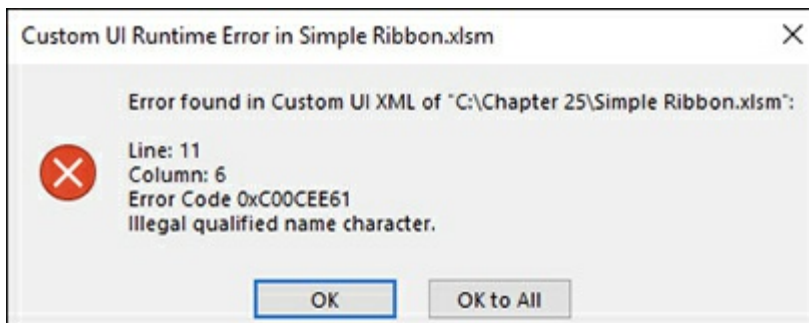 Custom UI Runtime Error in Simple Ribbon.xlsm
Error found in Custom UI XML of "C:\Chapter 25\Simple Ribbon.xlsm":
Line: 11
Column: 6
Error Code 0xC00CEE61
Illegal qualified name character.
OK
OK to All